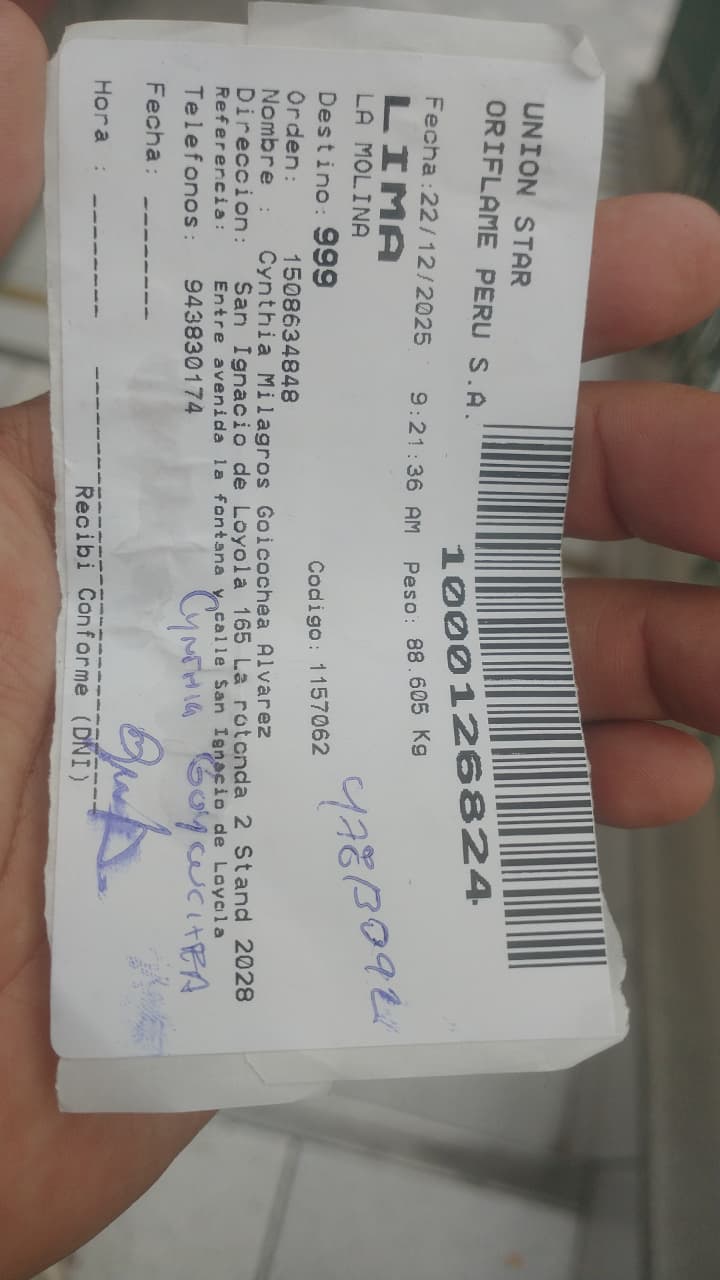 UNION STAR
ORIFLAME PERU S.A.
1000126824
Fecha:22/12/2025 9:21:36 AM Peso: 88.605 Kg
LIMA
LA MOLINA
Destino: 999 Codigo: 1157062
Orden: 1508634848
Nombre : Cynthia Milagros Goicochea Alvarez
Direccion: San Ignacio de Loyola 165 La rotonda 2 Stand 2028
Referencia: Entre avenida la fontana y calle San Ignacio de Loyola
Telefonos: 943830174
CYNTHIA
Fecha: --------
Hora : --------
Recibi Conforme (DNI)